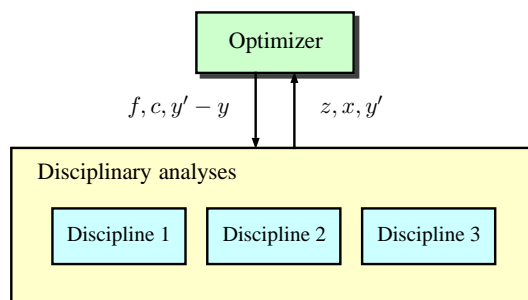 Optimizer
f, c, y′ − y
z, x, y′
Disciplinary analyses
Discipline 1
Discipline 2
Discipline 3